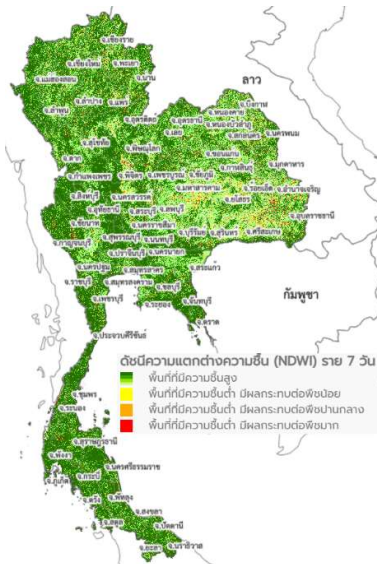 จ.เชียงราย
จ.เชียงใหม่ จ.พะเยา
จ.แม่ฮ่องสอน จ.น่าน
ลาว
จ.ลำปาง จ.แพร่
จ.ลำพูน
จ.อุตรดิตถ์
จ.บึงกาฬ
จ.หนองคาย
จ.อุดรธานี
จ.เลย จ.หนองบัวลำภู
จ.นครพนม
จ.สกลนคร
จ.สุโขทัย
จ.ตาก จ.พิษณุโลก
จ.ขอนแก่น
จ.กาฬสินธุ์ จ.มุกดาหาร
จ.กำแพงเพชร จ.พิจิตร จ.เพชรบูรณ์ จ.ชัยภูมิ
จ.มหาสารคาม จ.ร้อยเอ็ด จ.อำนาจเจริญ
จ.สิงห์บุรี จ.นครสวรรค์
จ.ยโสธร
จ.อุทัยธานี จ.สระบุรี จ.ลพบุรี
จ.อุบลราชธานี
จ.ชัยนาท จ.นครราชสีมา จ.บุรีรัมย์ จ.สุรินทร์ จ.ศรีสะเกษ
จ.กาญจนบุรี จ.สุพรรณบุรี จ.นนทบุรี
จ.ปราจีนบุรี จ.นครนายก
จ.นครปฐม จ.สมุทรสาคร จ.สระแก้ว
จ.ราชบุรี จ.สมุทรสงคราม จ.ชลบุรี
กัมพูชา
จ.เพชรบุรี จ.ระยอง จ.จันทบุรี
จ.ตราด
จ.ประจวบคีรีขันธ์
ดัชนีความแตกต่างความชื้น (NDWI) ราย 7 วัน
พื้นที่ที่มีความชื้นสูง
พื้นที่ที่มีความชื้นต่ำ มีผลกระทบต่อพืชน้อย
พื้นที่ที่มีความชื้นต่ำ มีผลกระทบต่อพืชปานกลาง
พื้นที่ที่มีความชื้นต่ำ มีผลกระทบต่อพืชมาก
จ.ชุมพร
จ.ระนอง
จ.สุราษฎร์ธานี
จ.พังงา
จ.นครศรีธรรมราช
จ.ภูเก็ต จ.กระบี่
จ.ตรัง จ.พัทลุง
จ.สงขลา
จ.สตูล จ.ปัตตานี
จ.ยะลา จ.นราธิวาส